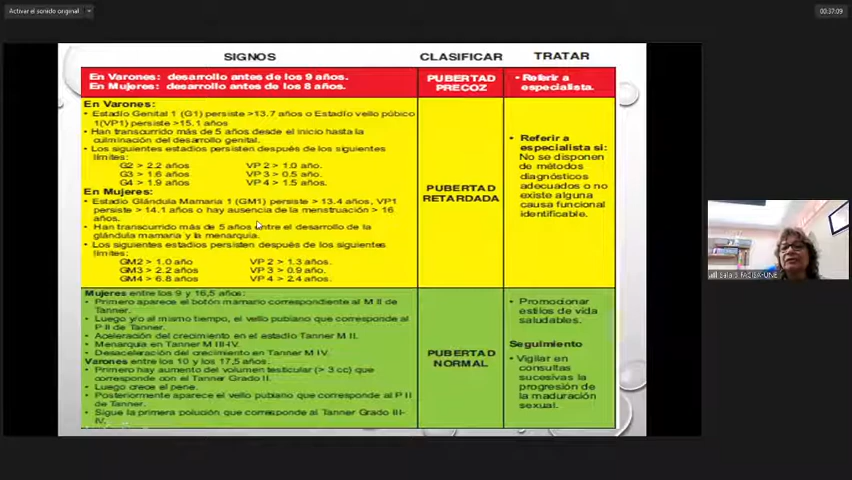 Activar el sonido original
00:37:09
SIGNOS
CLASIFICAR
TRATAR
En Varones: desarrollo antes de los 9 años.
En Mujeres: desarrollo antes de los 8 años.
PUBERTAD
PRECOZ
• Referir a
especialista.
En Varones:
• Estadío Genital 1 (G1) persiste >13.7 años o Estadío vello púbico
1(VP1) persiste >15.1 años
• Han transcurrido más de 5 años desde el inicio hasta la
culminación del desarrollo genital.
• Los siguientes estadios persisten después de los siguientes
límites:
G2 > 2.2 años VP 2 > 1.0 año.
G3 > 1.6 años VP 3 > 0.5 año.
G4 > 1.9 años VP 4 > 1.5 años.
En Mujeres:
• Estadio Glándula Mamaria 1 (GM1) persiste > 13.4 años, VP1
persiste > 14.1 años o hay ausencia de la menstruación > 16
años.
• Han transcurrido más de 5 años entre el desarrollo de la
glándula mamaria y la menarquia.
• Los siguientes estadios persisten después de los siguientes
límites:
GM2 > 1.0 año VP 2 > 1.3 años.
GM3 > 2.2 años VP 3 > 0.9 año.
GM4 > 6.8 años VP 4 > 2.4 años.
PUBERTAD
RETARDADA
• Referir a
especialista si:
No se disponen
de métodos
diagnósticos
adecuados o no
existe alguna
causa funcional
identificable.
Mujeres entre los 9 y 16,5 años:
• Primero aparece el botón mamario correspondiente al M II de
Tanner.
• Luego y/o al mismo tiempo, el vello pubiano que corresponde al
P II de Tanner.
• Aceleración del crecimiento en el estadío Tanner M II.
• Menarquia en Tanner M III-IV.
• Desaceleración del crecimiento en Tanner M IV.
Varones entre los 10 y los 17,5 años:
• Primero hay aumento del volumen testicular (> 3 cc) que
corresponde con el Tanner Grado II.
• Luego crece el pene.
• Posteriormente aparece el vello pubiano que corresponde al P II
de Tanner.
• Sigue la primera polución que corresponde al Tanner Grado III-
IV.
PUBERTAD
NORMAL
• Promocionar
estilos de vida
saludables.
Seguimiento
• Vigilar en
consultas
sucesivas la
progresión de
la maduración
sexual.
Sala 5 FACISA-UNE